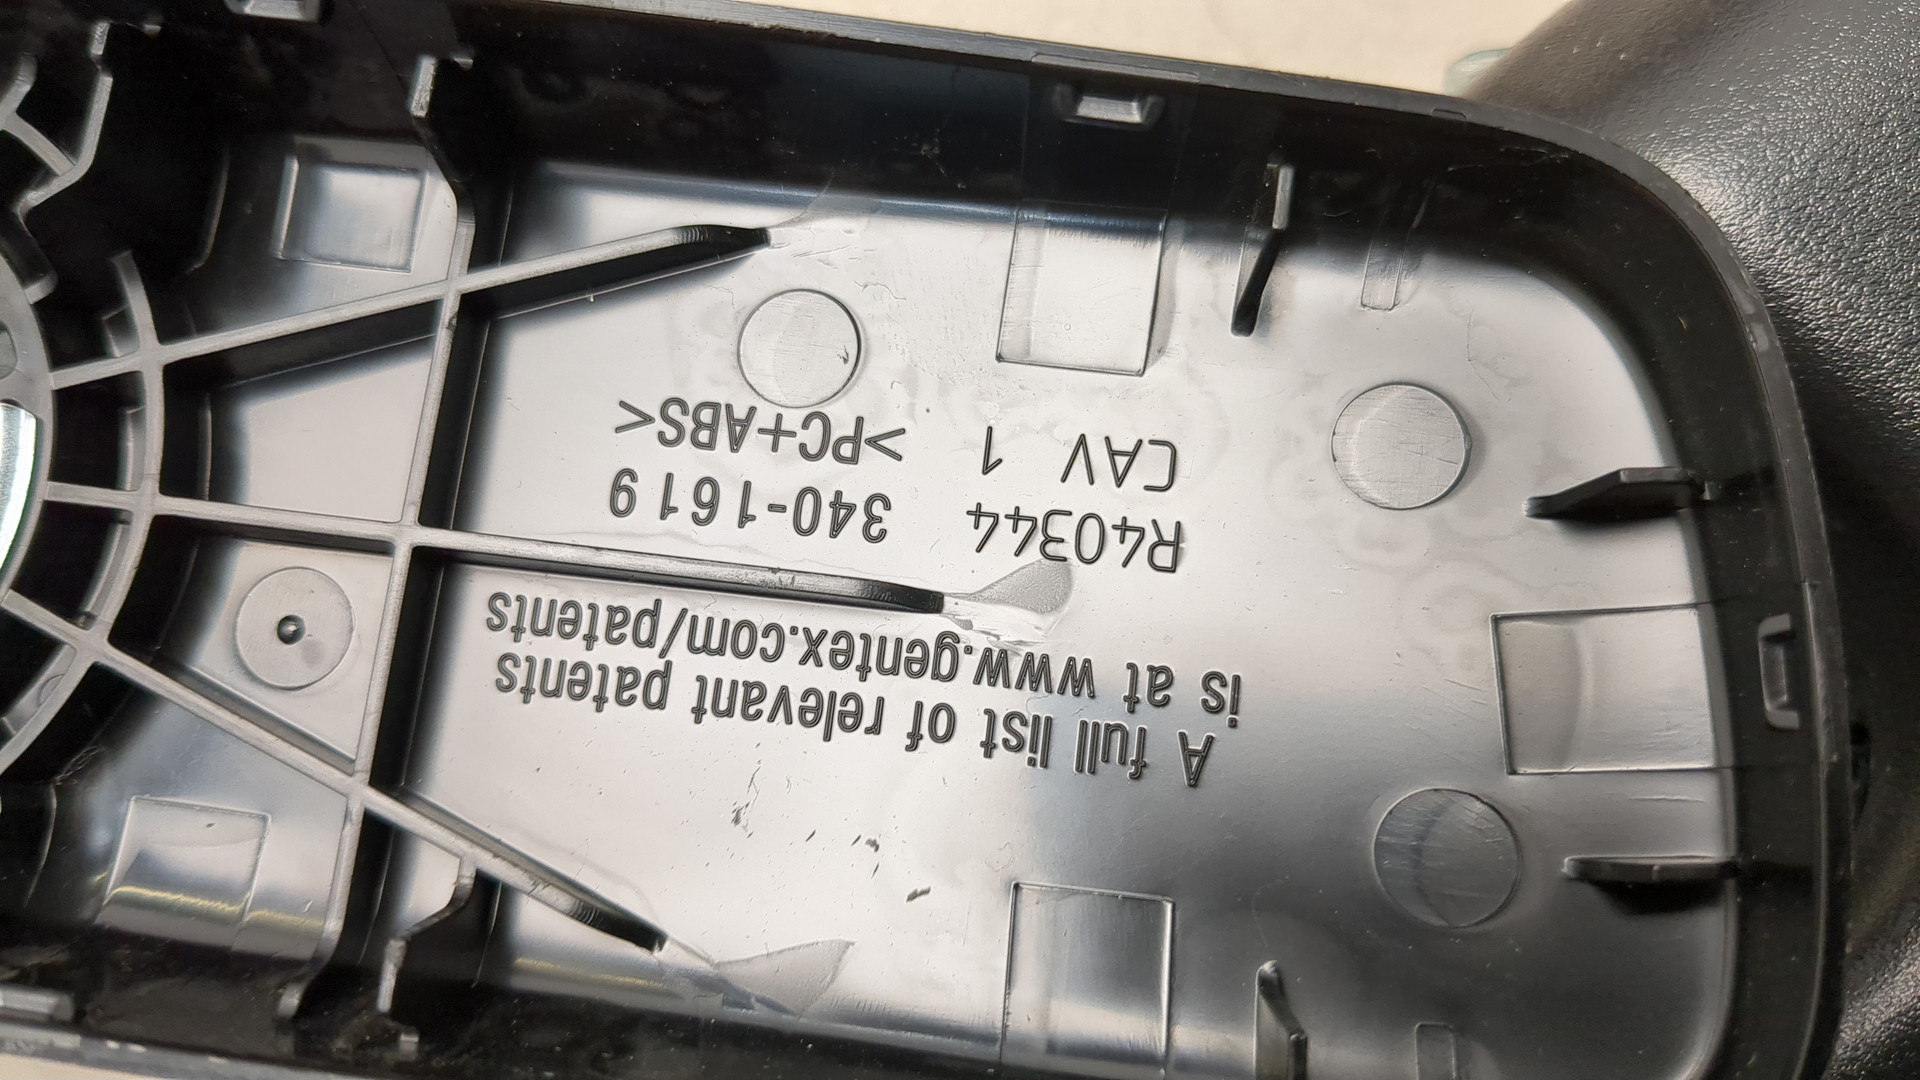 A full list of relevant patents
is at www.gentex.com/patents
R40344 340-1619
CAV 1 >PC+ABS<